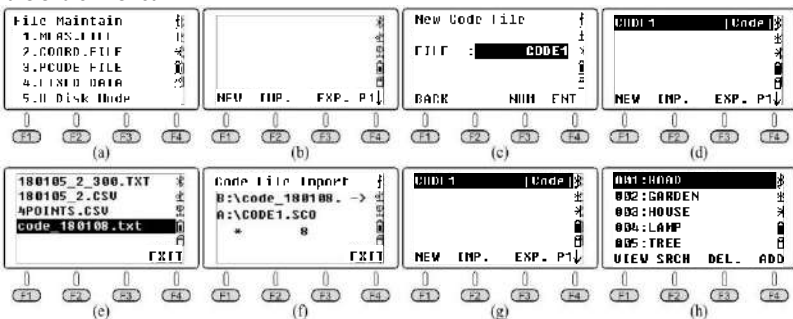 File Maintain
1.MEAS.FILE
2.COORD.FILE
3.PCODE FILE
4.FIXED DATA
5.U Disk Mode
F1 F2 F3 F4
(a)
NEW IMP. EXP. P1↓
F1 F2 F3 F4
(b)
New Code File
FILE : CODE1
BACK NUM ENT
F1 F2 F3 F4
(c)
CODE1 [Code]
NEW IMP. EXP. P1↓
F1 F2 F3 F4
(d)
180105_2_300.TXT
180105_2.CSV
4POINTS.CSV
code_180108.txt
EXIT
F1 F2 F3 F4
(e)
Code File Inport
B:\code_180108. ->
A:\CODE1.SCO
* 8
EXIT
F1 F2 F3 F4
(f)
CODE1 [Code]
NEW IMP. EXP. P1↓
F1 F2 F3 F4
(g)
001:ROAD
002:GARDEN
003:HOUSE
004:LAMP
005:TREE
VIEW SRCH DEL. ADD
F1 F2 F3 F4
(h)